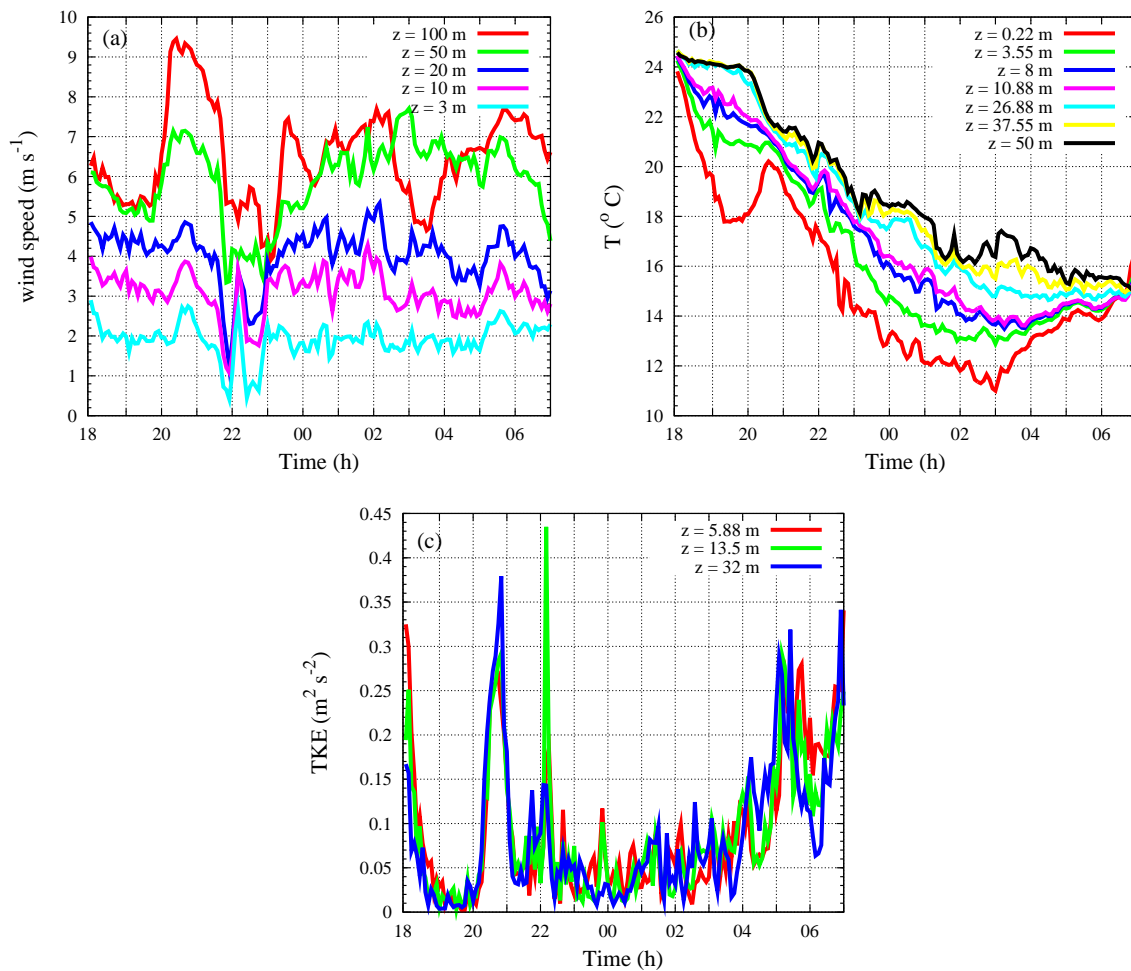 (a)
z = 100 m
z = 50 m
z = 20 m
z = 10 m
z = 3 m
10
9
8
7
6
5
4
3
2
1
0
wind speed (m s⁻¹)
18 20 22 00 02 04 06
Time (h)
(b)
z = 0.22 m
z = 3.55 m
z = 8 m
z = 10.88 m
z = 26.88 m
z = 37.55 m
z = 50 m
26
24
22
20
18
16
14
12
10
T (° C)
18 20 22 00 02 04 06
Time (h)
(c)
z = 5.88 m
z = 13.5 m
z = 32 m
0.45
0.4
0.35
0.3
0.25
0.2
0.15
0.1
0.05
0
TKE (m² s⁻²)
18 20 22 00 02 04 06
Time (h)